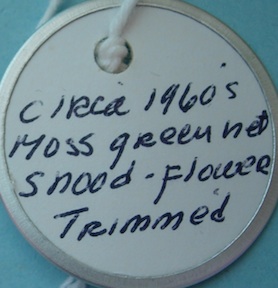 Circa 1960's
Moss green net
Snood - Flower
Trimmed